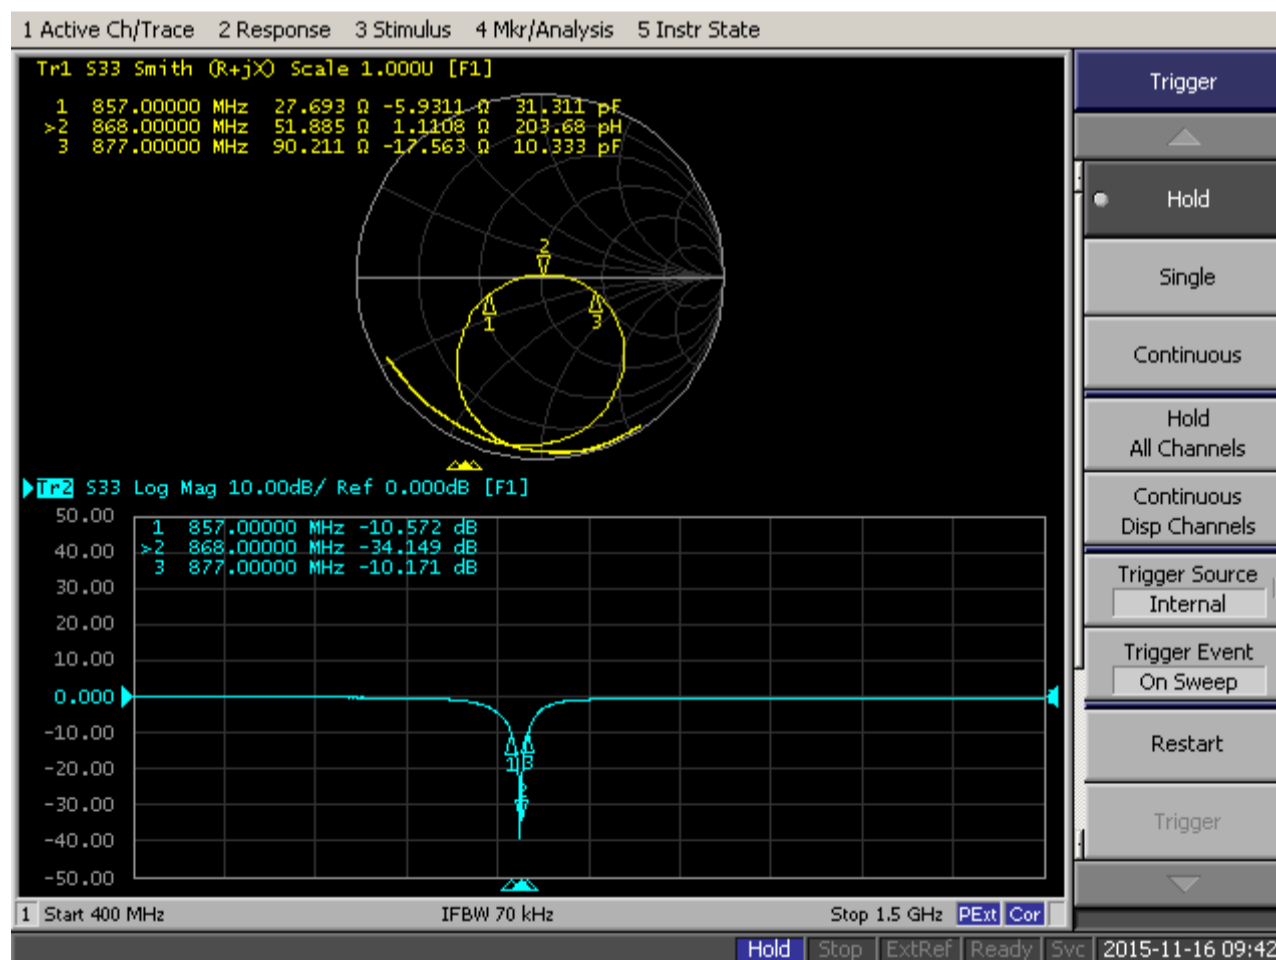 1 Active Ch/Trace 2 Response 3 Stimulus 4 Mkr/Analysis 5 Instr State
Tr1 S33 Smith (R+jX) Scale 1.000U [F1]
1 857.00000 MHz 27.693 Ω -5.9311 Ω 31.311 pF
>2 868.00000 MHz 51.885 Ω 1.1108 Ω 203.68 pH
3 877.00000 MHz 90.211 Ω -17.563 Ω 10.333 pF
2
1
3
Tr2 S33 Log Mag 10.00dB/ Ref 0.000dB [F1]
50.00
40.00
30.00
20.00
10.00
0.000
-10.00
-20.00
-30.00
-40.00
-50.00
1 857.00000 MHz -10.572 dB
>2 868.00000 MHz -34.149 dB
3 877.00000 MHz -10.171 dB
1 3
2
1 Start 400 MHz IFBW 70 kHz Stop 1.5 GHz PExt Cor
Trigger
Hold
Single
Continuous
Hold
All Channels
Continuous
Disp Channels
Trigger Source
Internal
Trigger Event
On Sweep
Restart
Trigger
Hold Stop ExtRef Ready Svc 2015-11-16 09:42